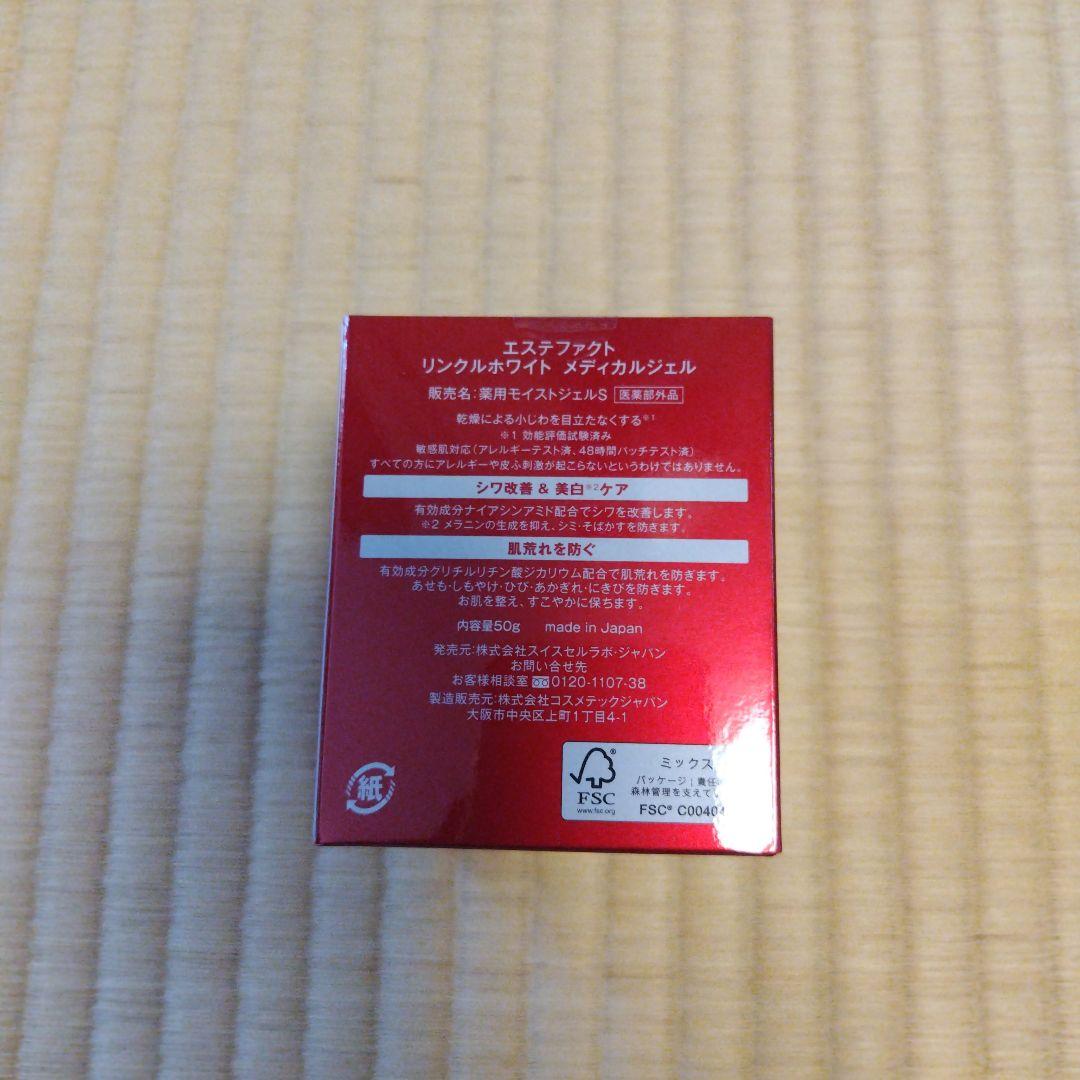 エステファクト
リンクルホワイト メディカルジェル
販売名:薬用モイストジェルS 医薬部外品
乾燥による小じわを目立たなくする※1
※1 効能評価試験済み
敏感肌対応(アレルギーテスト済、48時間パッチテスト済)
すべての方にアレルギーや皮ふ刺激が起こらないというわけではありません。
シワ改善 & 美白※2ケア
有効成分ナイアシンアミド配合でシワを改善します。
※2 メラニンの生成を抑え、シミ・そばかすを防ぎます。
肌荒れを防ぐ
有効成分グリチルリチン酸ジカリウム配合で肌荒れを防ぎます。
あせも・しもやけ・ひび・あかぎれ・にきびを防ぎます。
お肌を整え、すこやかに保ちます。
内容量50g made in Japan
発売元:株式会社スイスセルラボ・ジャパン
お問い合せ先
お客様相談室 0120-1107-38
製造販売元:株式会社コスメテックジャパン
大阪市中央区上町1丁目4-1
紙
FSC
www.fsc.org
ミックス
パッケージ|責任
森林管理を支えてい
FSC® C00404